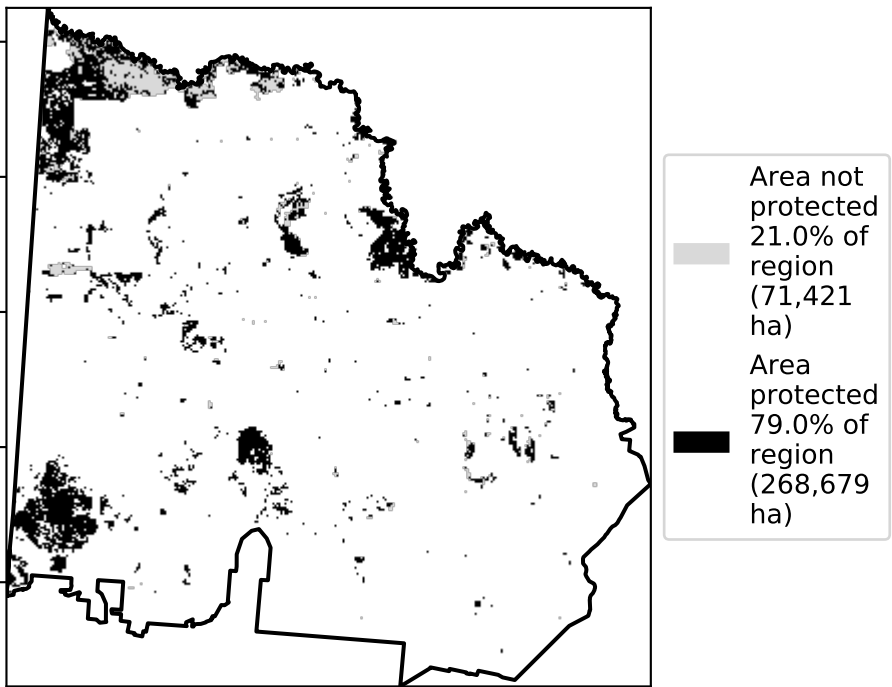 Area not
protected
21.0% of
region
(71,421
ha)
Area
protected
79.0% of
region
(268,679
ha)